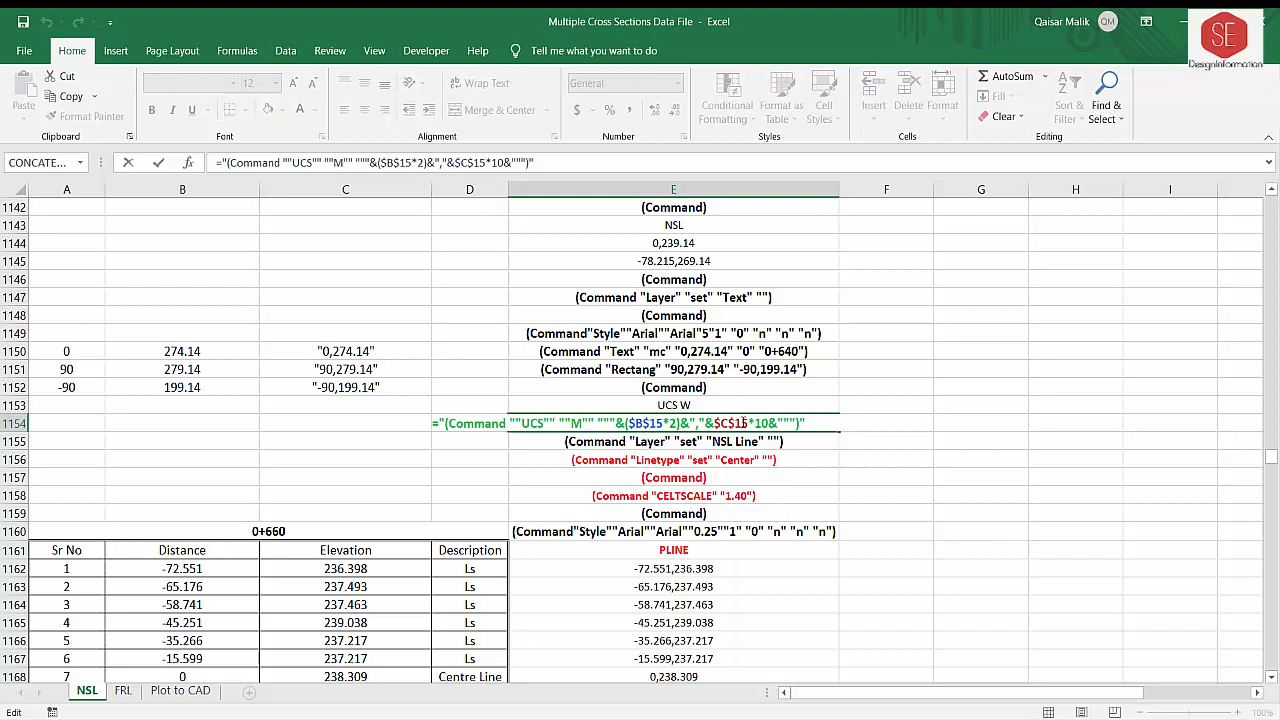 Multiple Cross Sections Data File - Excel
Qaisar Malik QM
SE
DesignInformation
File Home Insert Page Layout Formulas Data Review View Developer Help Tell me what you want to do
Paste Cut Copy Format Painter
12 B I U A A A
Wrap Text Merge & Center
General $ % ,
Conditional Formatting Format as Table Cell Styles
Insert Delete Format
AutoSum Fill Clear
Sort & Filter Find & Select
Clipboard Font Alignment Number Styles Cells Editing
CONCATE... fx ="(Command ""UCS"" ""M"" """&($B$15*2)&","&$C$15*10&""")"
A B C D E F G H I
1142 (Command)
1143 NSL
1144 0,239.14
1145 -78.215,269.14
1146 (Command)
1147 (Command "Layer" "set" "Text" "")
1148 (Command)
1149 (Command"Style""Arial""Arial"5"1" "0" "n" "n" "n")
1150 0 274.14 "0,274.14" (Command "Text" "mc" "0,274.14" "0" "0+640")
1151 90 279.14 "90,279.14" (Command "Rectang" "90,279.14" "-90,199.14")
1152 -90 199.14 "-90,199.14" (Command)
1153 UCS W
1154 ="(Command ""UCS"" ""M"" """&($B$15*2)&","&$C$15*10&""")"
1155 (Command "Layer" "set" "NSL Line" "")
1156 (Command "Linetype" "set" "Center" "")
1157 (Command)
1158 (Command "CELTSCALE" "1.40")
1159 (Command)
1160 0+660 (Command"Style""Arial""Arial""0.25""1" "0" "n" "n" "n")
1161 Sr No Distance Elevation Description PLINE
1162 1 -72.551 236.398 Ls -72.551,236.398
1163 2 -65.176 237.493 Ls -65.176,237.493
1164 3 -58.741 237.463 Ls -58.741,237.463
1165 4 -45.251 239.038 Ls -45.251,239.038
1166 5 -35.266 237.217 Ls -35.266,237.217
1167 6 -15.599 237.217 Ls -15.599,237.217
1168 7 0 238.309 Centre Line 0,238.309
NSL FRL Plot to CAD
Edit 100%